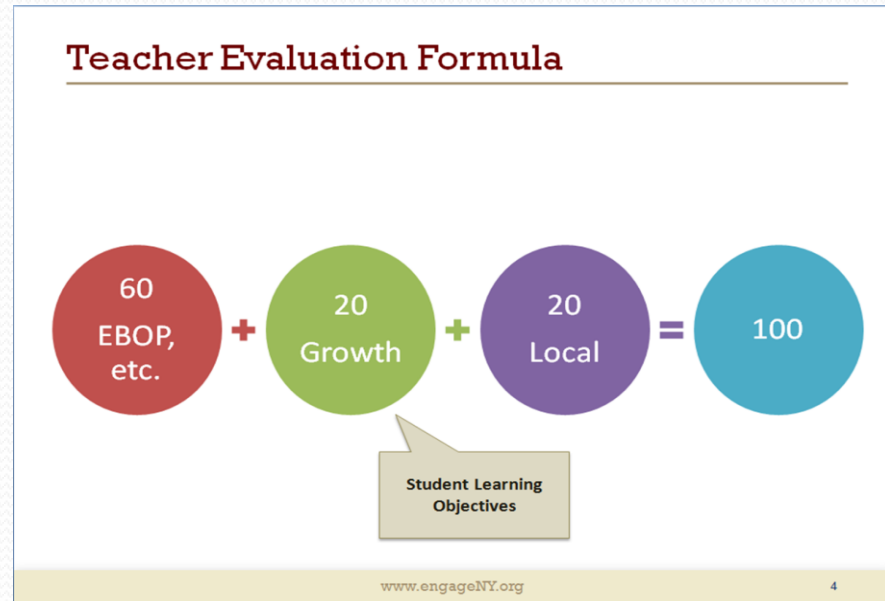 Teacher Evaluation Formula
60
EBOP,
etc.
+
20
Growth
+
20
Local
=
100
Student Learning
Objectives
www.engageNY.org
4